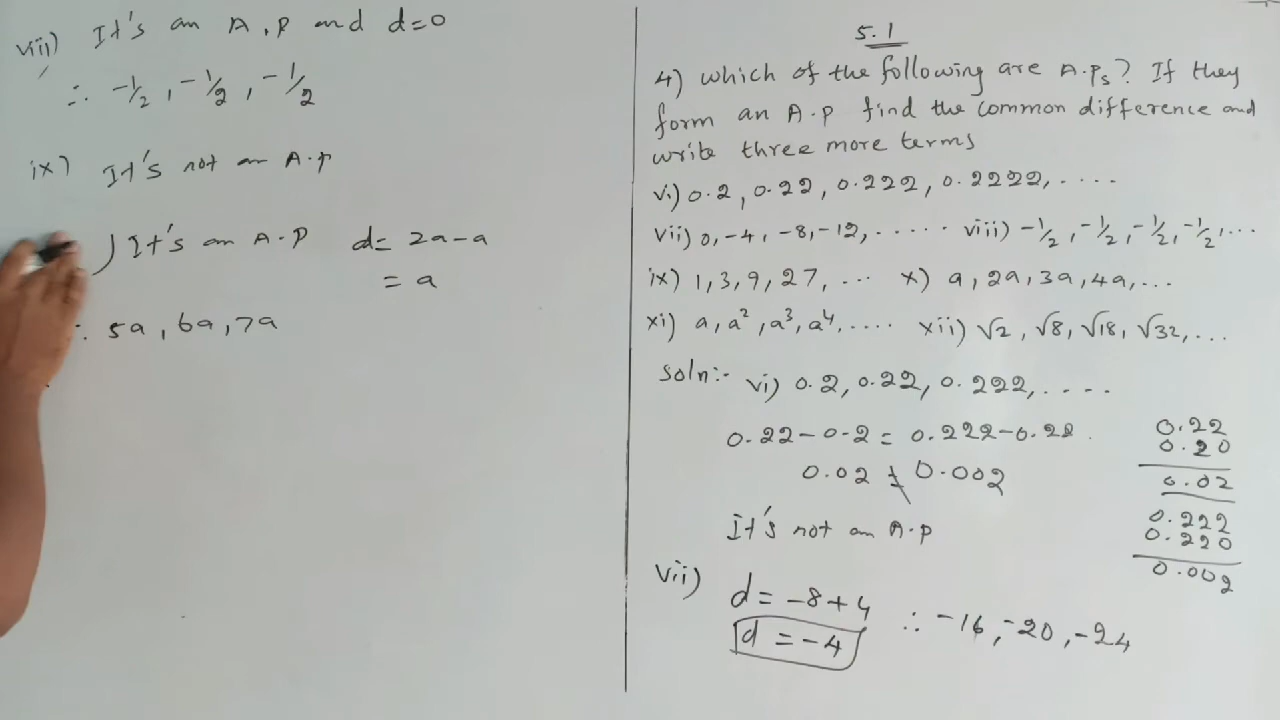 viii) It's an A.P and d=0
∴ -1/2, -1/2, -1/2
ix) It's not an A.P
) It's an A.P d= 2a-a
= a
∴ 5a, 6a, 7a
5.1
4) which of the following are A.Ps? If they
form an A.P find the common difference and
write three more terms
vi) 0.2, 0.22, 0.222, 0.2222, ....
vii) 0, -4, -8, -12, ..... viii) -1/2, -1/2, -1/2, -1/2, ...
ix) 1, 3, 9, 27, ... x) a, 2a, 3a, 4a, ...
xi) a, a², a³, a⁴, .... xii) √2, √8, √18, √32, ...
Soln:- vi) 0.2, 0.22, 0.222, ....
0.22-0.2 = 0.222-0.22
0.02 ≠ 0.002
It's not an A.P
0.22
0.20
0.02
0.222
0.220
0.002
vii) d= -8+4
d = -4
∴ -16, -20, -24